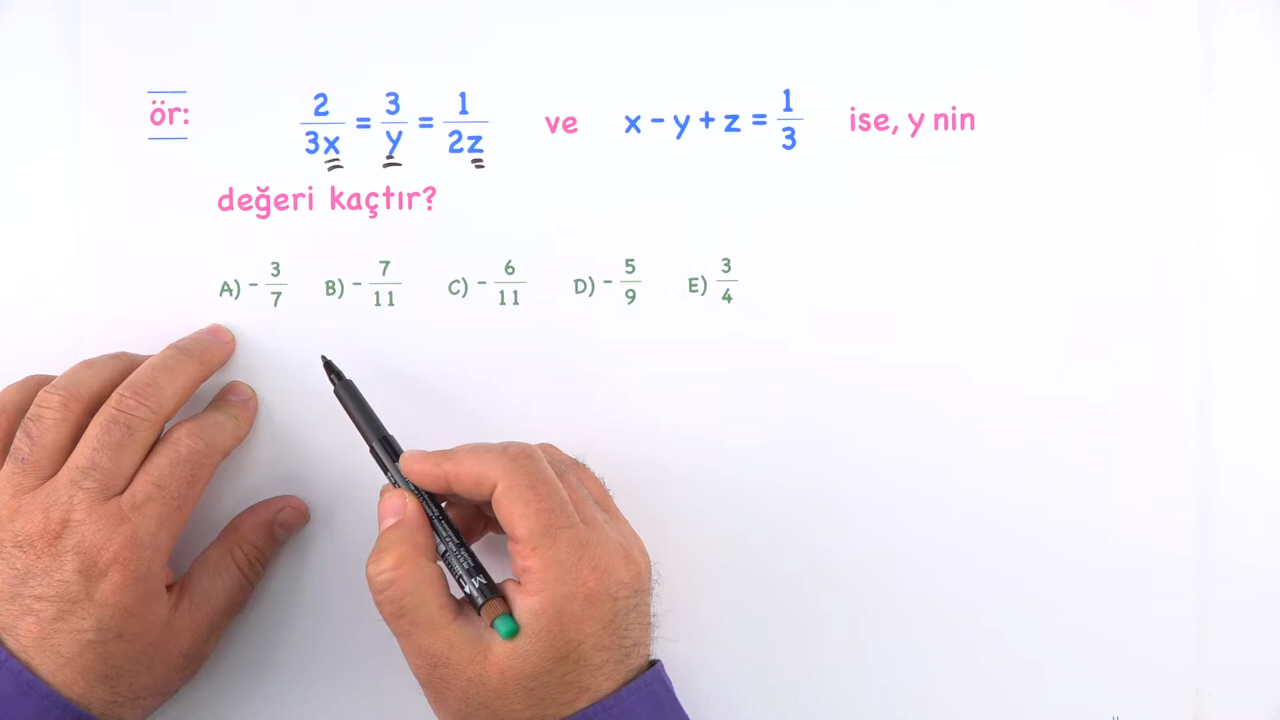 ör: 2/3x = 3/y = 1/2z ve x - y + z = 1/3 ise, y nin
değeri kaçtır?
A) - 3/7 B) - 7/11 C) - 6/11 D) - 5/9 E) 3/4